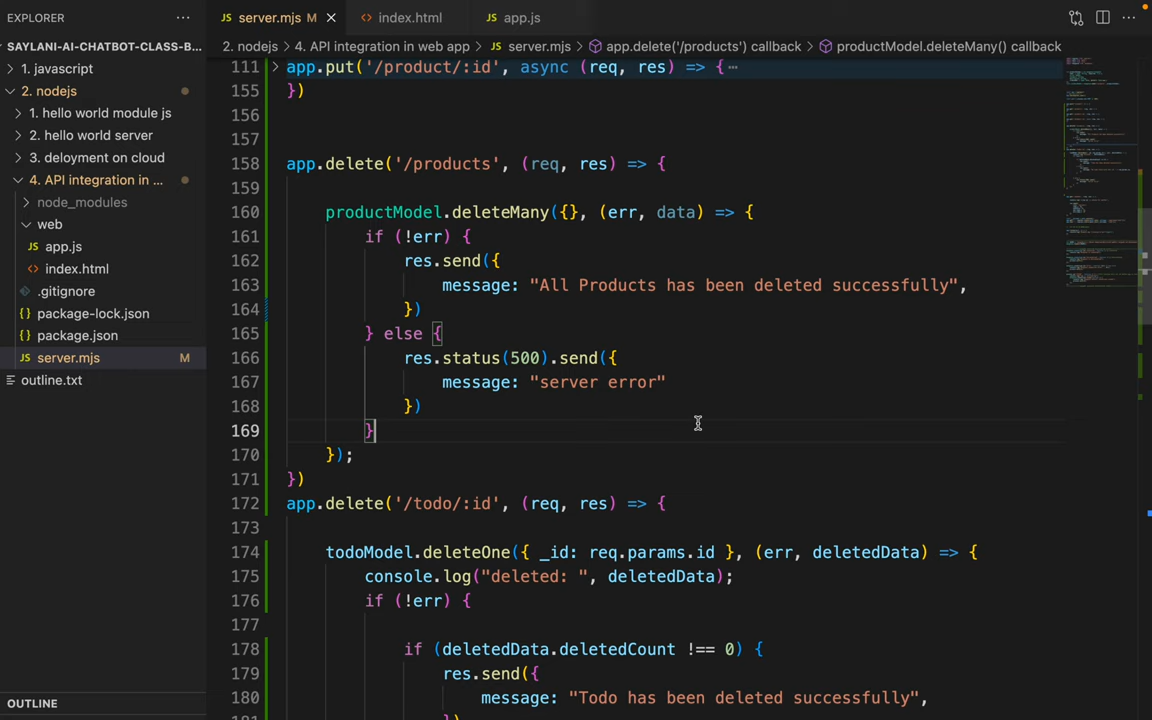 EXPLORER
SAYLANI-AI-CHATBOT-CLASS-B...
1. javascript
2. nodejs
1. hello world module js
2. hello world server
3. deloyment on cloud
4. API integration in ...
node_modules
web
JS app.js
<> index.html
.gitignore
{} package-lock.json
{} package.json
JS server.mjs M
outline.txt
OUTLINE
JS server.mjs M
<> index.html
JS app.js
2. nodejs > 4. API integration in web app > JS server.mjs > app.delete('/products') callback > productModel.deleteMany() callback
111 app.put('/product/:id', async (req, res) => {
155 })
156
157
158 app.delete('/products', (req, res) => {
159
160 productModel.deleteMany({}, (err, data) => {
161 if (!err) {
162 res.send({
163 message: "All Products has been deleted successfully",
164 })
165 } else {
166 res.status(500).send({
167 message: "server error"
168 })
169 }
170 });
171 })
172 app.delete('/todo/:id', (req, res) => {
173
174 todoModel.deleteOne({ _id: req.params.id }, (err, deletedData) => {
175 console.log("deleted: ", deletedData);
176 if (!err) {
177
178 if (deletedData.deletedCount !== 0) {
179 res.send({
180 message: "Todo has been deleted successfully",